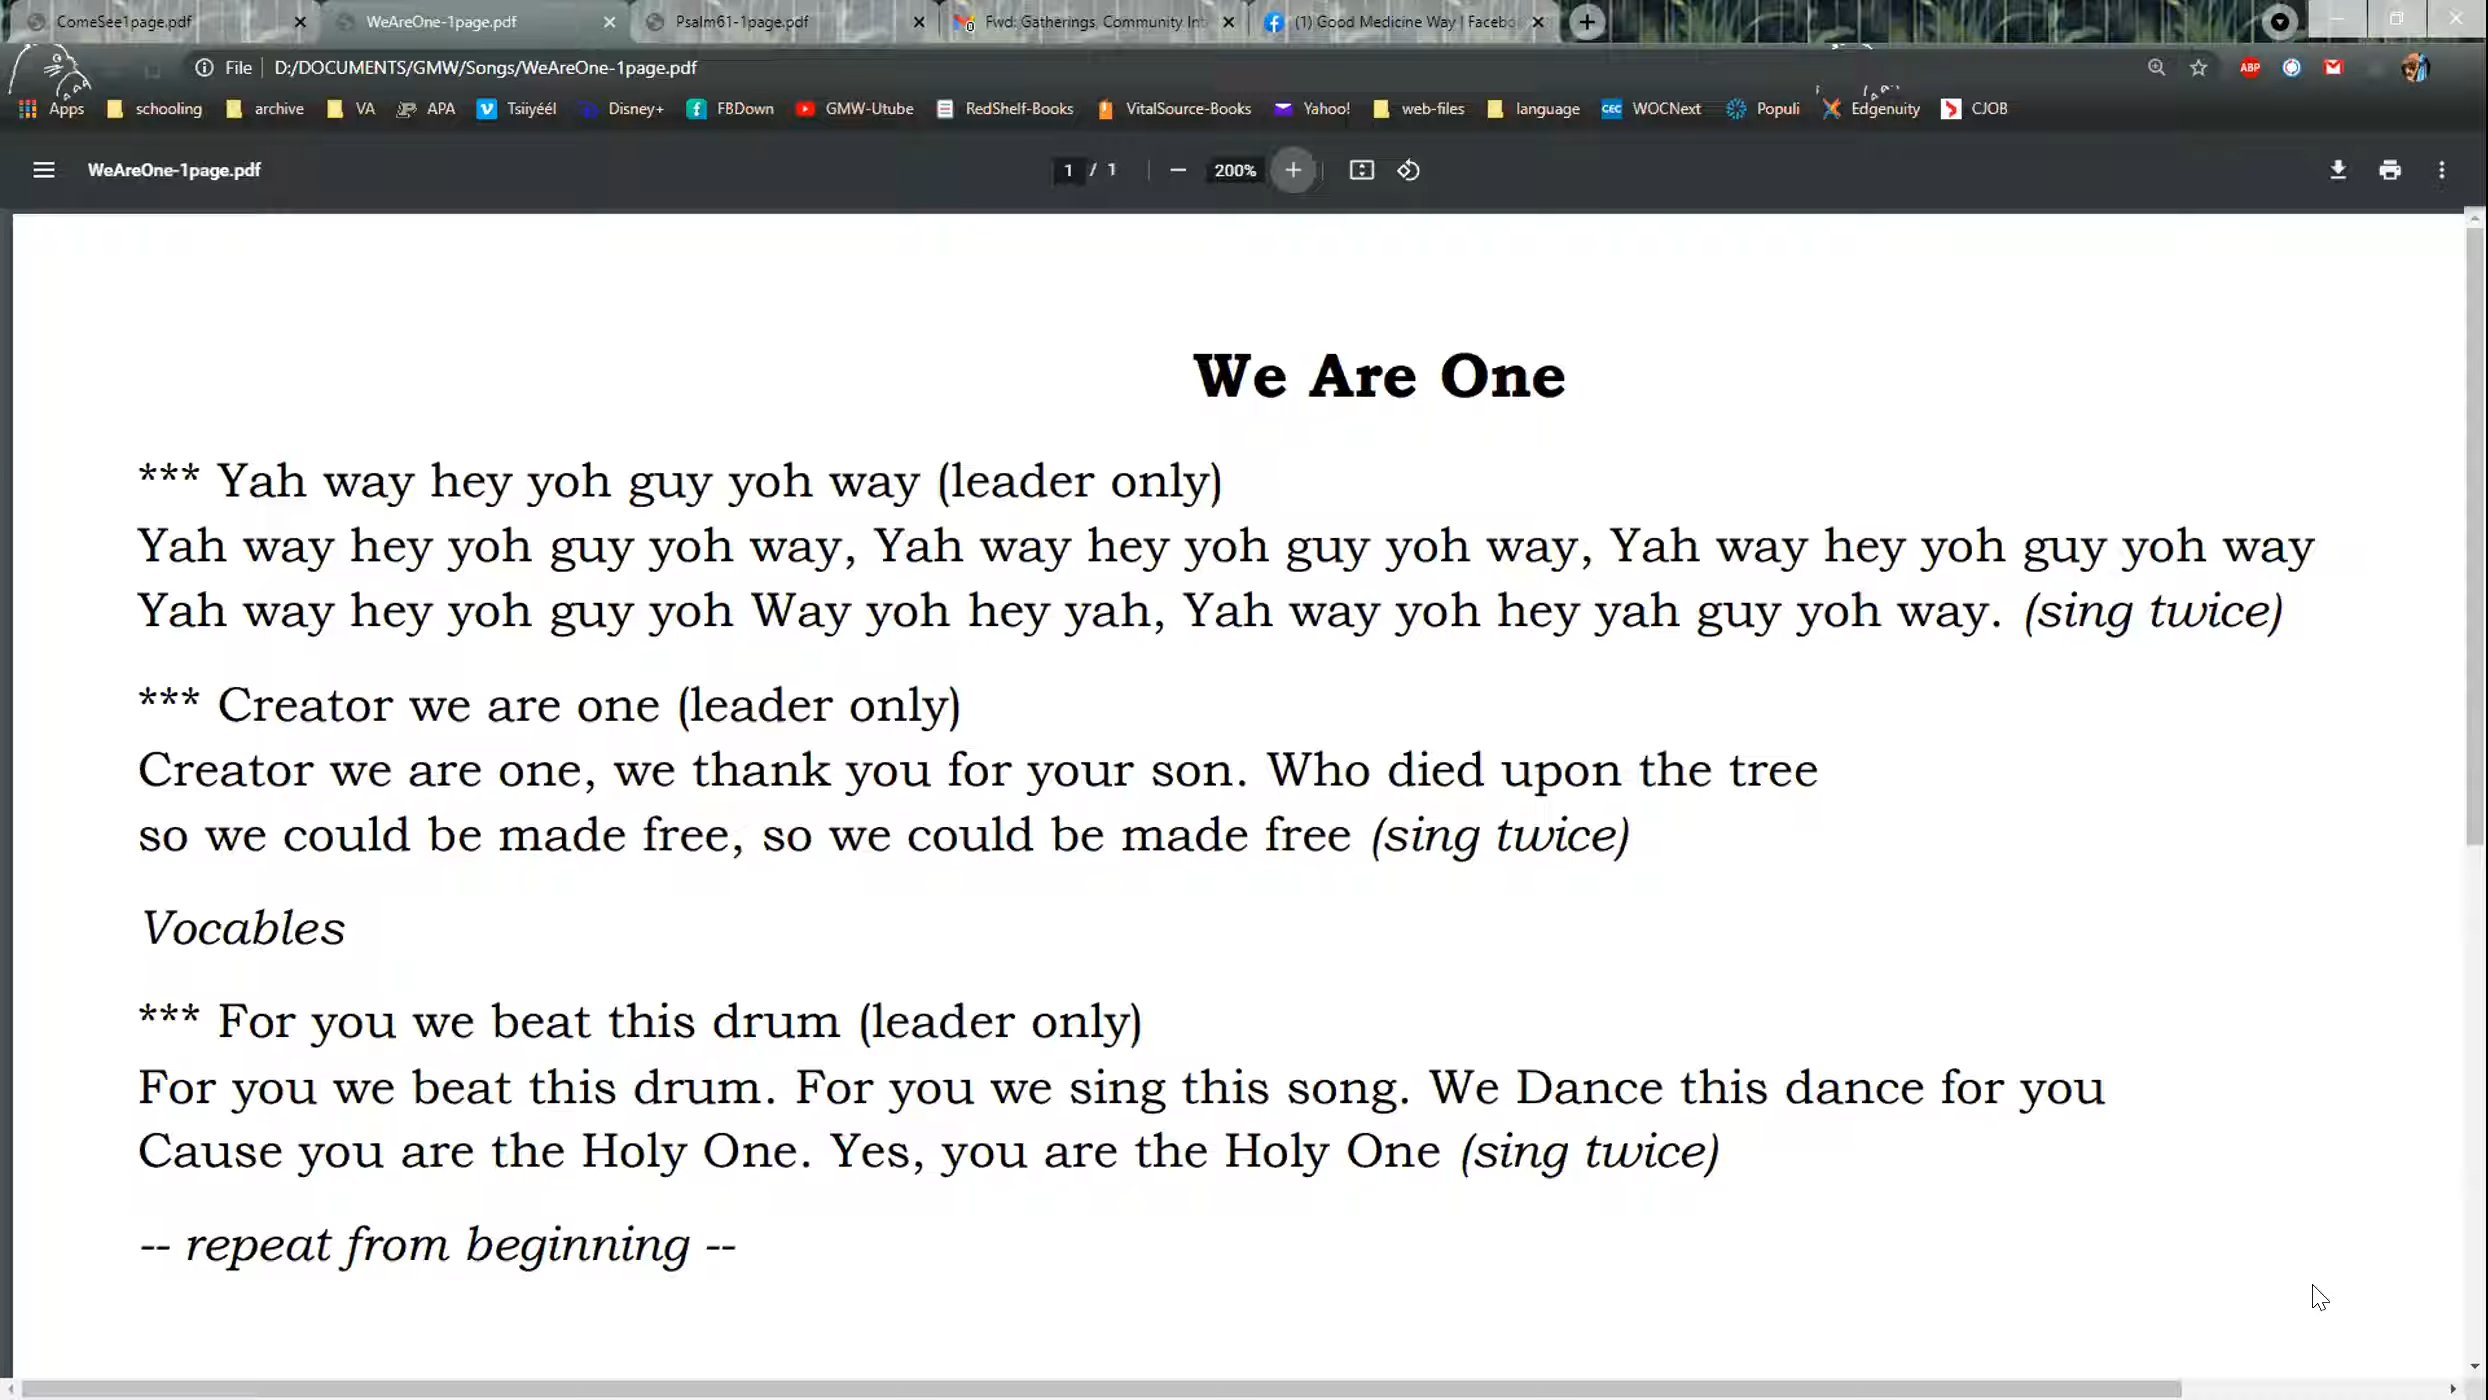 ComeSee1page.pdf WeAreOne-1page.pdf Psalm61-1page.pdf Fwd: Gatherings, Community Int (1) Good Medicine Way | Facebo
File D:/DOCUMENTS/GMW/Songs/WeAreOne-1page.pdf ABP
Apps schooling archive VA APA Tsiiyéél Disney+ FBDown GMW-Utube RedShelf-Books VitalSource-Books Yahoo! web-files language CEC WOCNext Populi Edgenuity CJOB
WeAreOne-1page.pdf 1 / 1 200%
We Are One
*** Yah way hey yoh guy yoh way (leader only)
Yah way hey yoh guy yoh way, Yah way hey yoh guy yoh way, Yah way hey yoh guy yoh way
Yah way hey yoh guy yoh Way yoh hey yah, Yah way yoh hey yah guy yoh way. (sing twice)
*** Creator we are one (leader only)
Creator we are one, we thank you for your son. Who died upon the tree
so we could be made free, so we could be made free (sing twice)
Vocables
*** For you we beat this drum (leader only)
For you we beat this drum. For you we sing this song. We Dance this dance for you
Cause you are the Holy One. Yes, you are the Holy One (sing twice)
-- repeat from beginning --